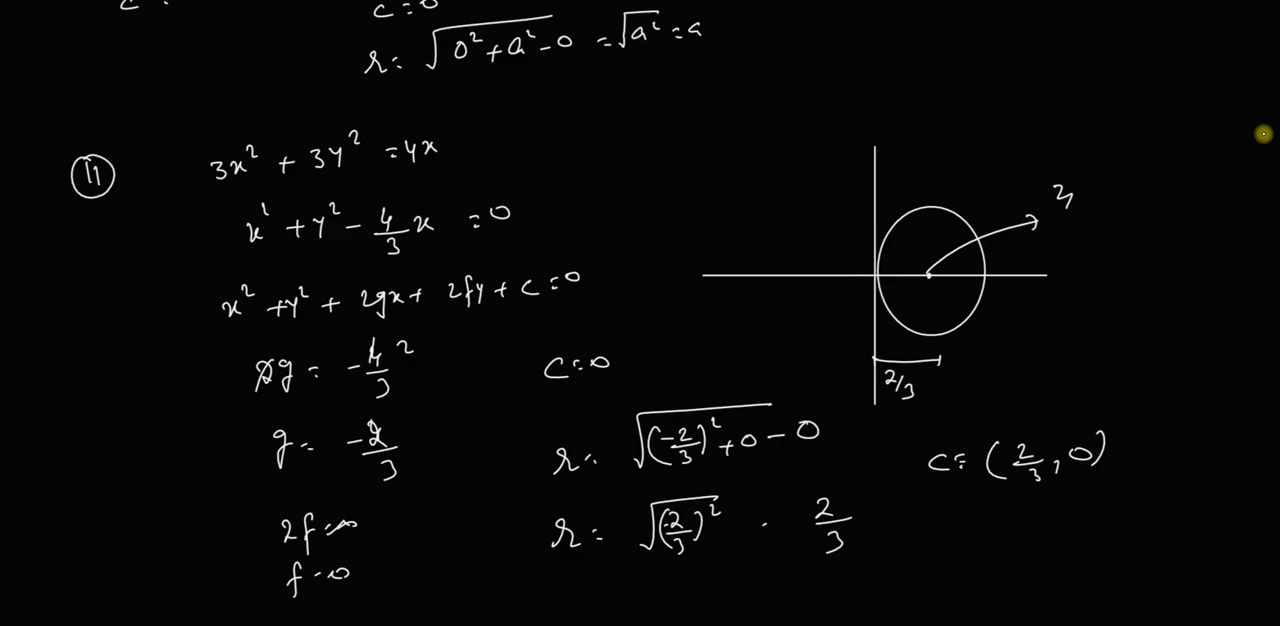 c = 0
r = √(0² + a² - 0) = √a² = a
11
3x² + 3y² = 4x
x² + y² - 4/3 x = 0
x² + y² + 2gx + 2fy + c = 0
2g = -4/3 2
c = 0
g = -2/3
r = √((-2/3)² + 0 - 0)
c = (2/3, 0)
2f = 0
r = √(-2/3)² . 2/3
f = 0
2/3